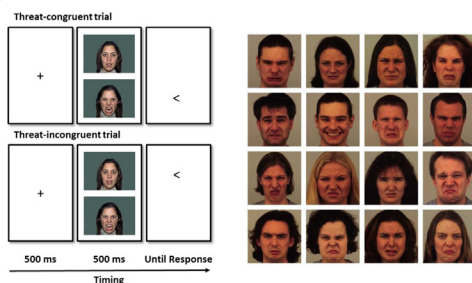 Threat-congruent trial
+
<
Threat-incongruent trial
+
<
500 ms 500 ms Until Response
Timing